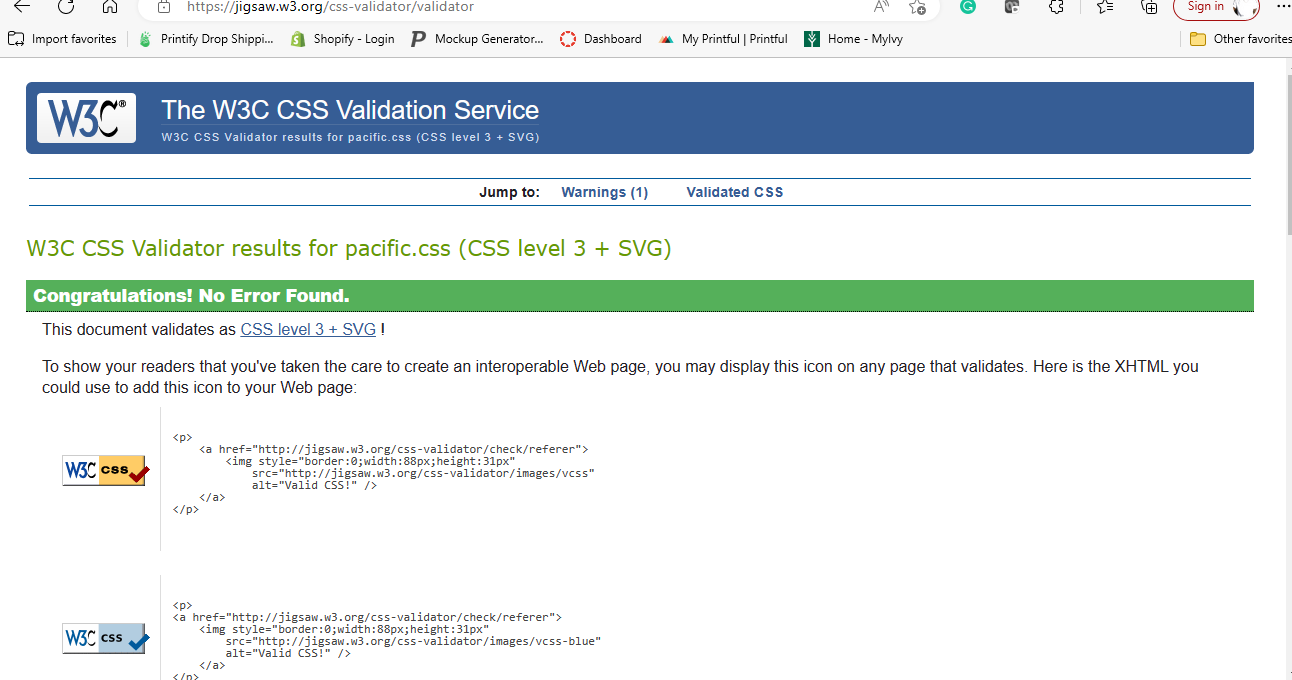 https://jigsaw.w3.org/css-validator/validator
Sign in
Import favorites
Printify Drop Shippi...
Shopify - Login
Mockup Generator...
Dashboard
My Printful | Printful
Home - MyIvy
Other favorites
W3C®
The W3C CSS Validation Service
W3C CSS Validator results for pacific.css (CSS level 3 + SVG)
Jump to: Warnings (1) Validated CSS
W3C CSS Validator results for pacific.css (CSS level 3 + SVG)
Congratulations! No Error Found.
This document validates as CSS level 3 + SVG !
To show your readers that you've taken the care to create an interoperable Web page, you may display this icon on any page that validates. Here is the XHTML you
could use to add this icon to your Web page:
W3C css
<p>
<a href="http://jigsaw.w3.org/css-validator/check/referer">
<img style="border:0;width:88px;height:31px"
src="http://jigsaw.w3.org/css-validator/images/vcss"
alt="Valid CSS!" />
</a>
</p>
W3C css
<p>
<a href="http://jigsaw.w3.org/css-validator/check/referer">
<img style="border:0;width:88px;height:31px"
src="http://jigsaw.w3.org/css-validator/images/vcss-blue"
alt="Valid CSS!" />
</a>
</p>